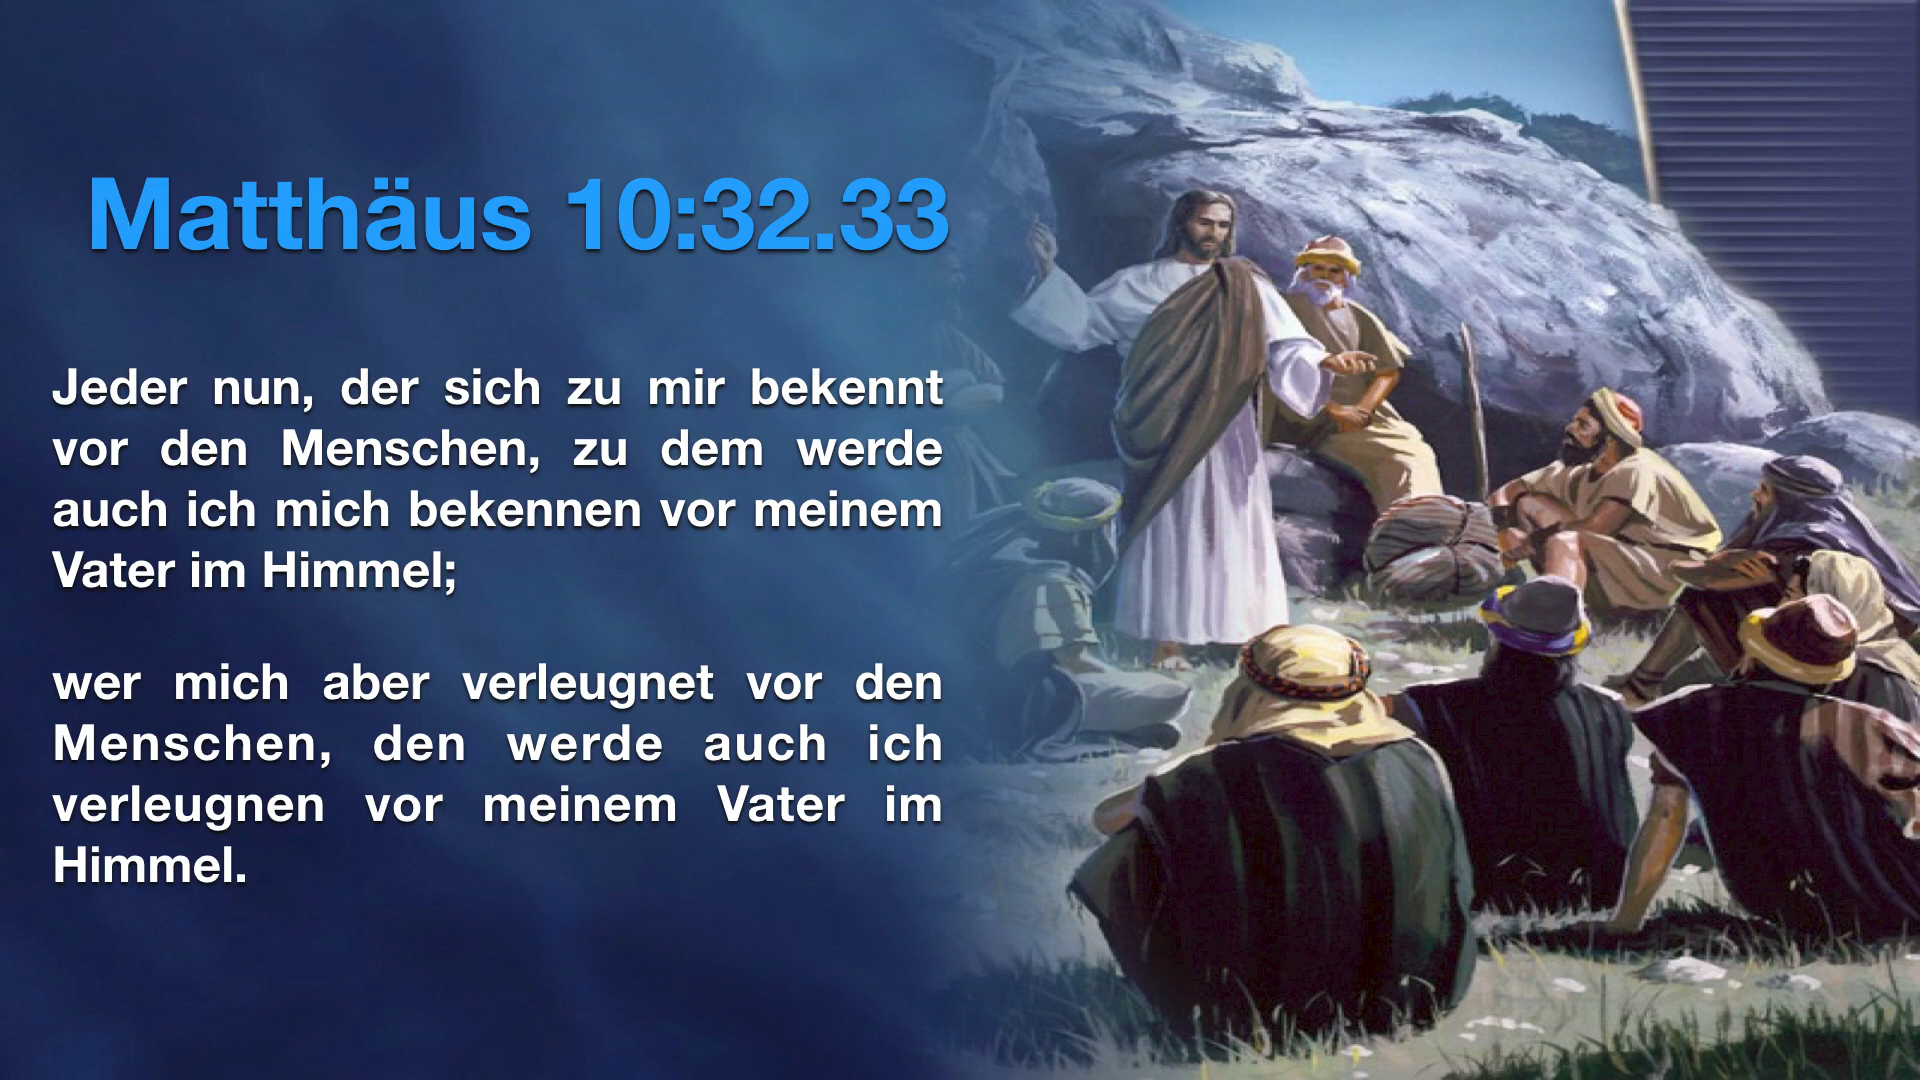 Matthäus 10:32.33
Jeder nun, der sich zu mir bekennt
vor den Menschen, zu dem werde
auch ich mich bekennen vor meinem
Vater im Himmel;
wer mich aber verleugnet vor den
Menschen, den werde auch ich
verleugnen vor meinem Vater im
Himmel.